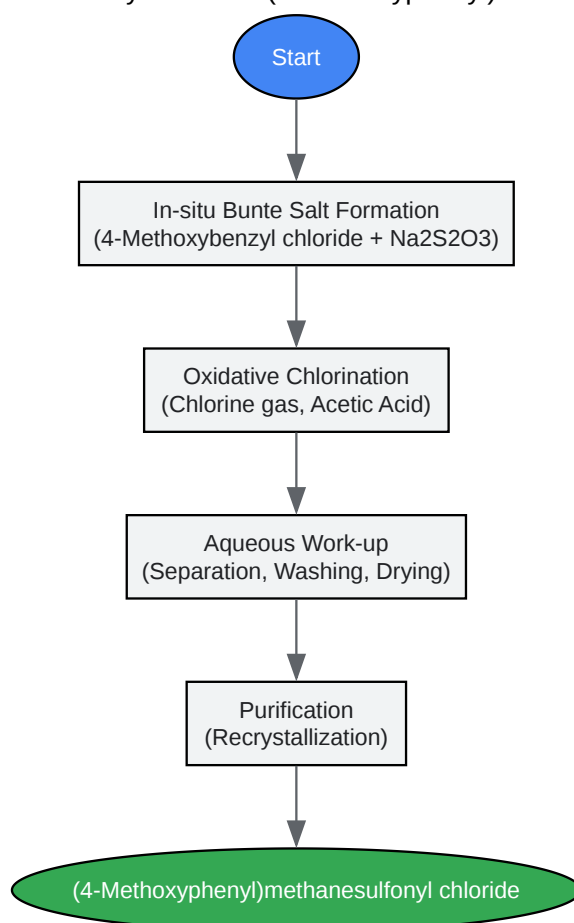 Start
In-situ Bunte Salt Formation
(4-Methoxybenzyl chloride + Na2S2O3)
Oxidative Chlorination
(Chlorine gas, Acetic Acid)
Aqueous Work-up
(Separation, Washing, Drying)
Purification
(Recrystallization)
(4-Methoxyphenyl)methanesulfonyl chloride